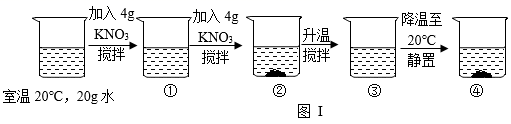 加入 4g KNO₃ 搅拌
加入 4g KNO₃ 搅拌
升温 搅拌
降温至 20℃ 静置
室温 20℃，20g 水
① ② ③ ④
图 I